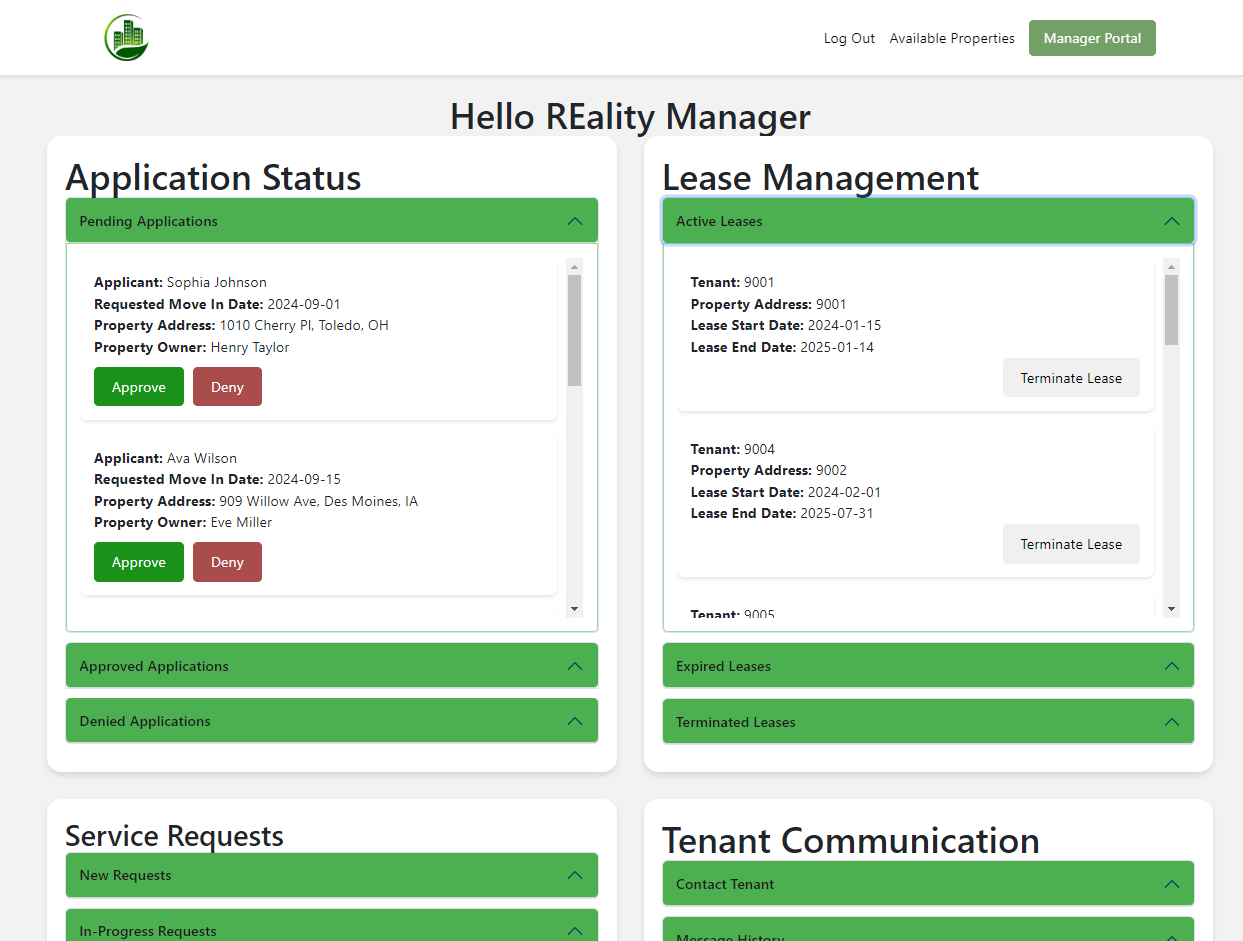 Log Out Available Properties Manager Portal
Hello REality Manager
Application Status
Pending Applications
Applicant: Sophia Johnson
Requested Move In Date: 2024-09-01
Property Address: 1010 Cherry Pl, Toledo, OH
Property Owner: Henry Taylor
Approve Deny
Applicant: Ava Wilson
Requested Move In Date: 2024-09-15
Property Address: 909 Willow Ave, Des Moines, IA
Property Owner: Eve Miller
Approve Deny
Approved Applications
Denied Applications
Lease Management
Active Leases
Tenant: 9001
Property Address: 9001
Lease Start Date: 2024-01-15
Lease End Date: 2025-01-14
Terminate Lease
Tenant: 9004
Property Address: 9002
Lease Start Date: 2024-02-01
Lease End Date: 2025-07-31
Terminate Lease
Tenant: 9005
Expired Leases
Terminated Leases
Service Requests
New Requests
In-Progress Requests
Tenant Communication
Contact Tenant
Message History